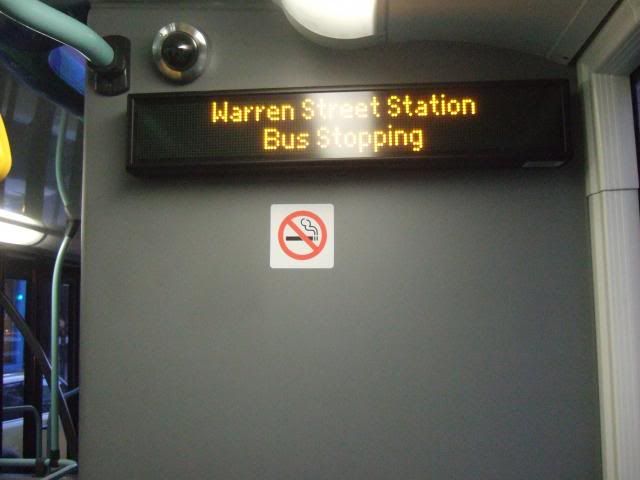 Warren Street Station
Bus Stopping